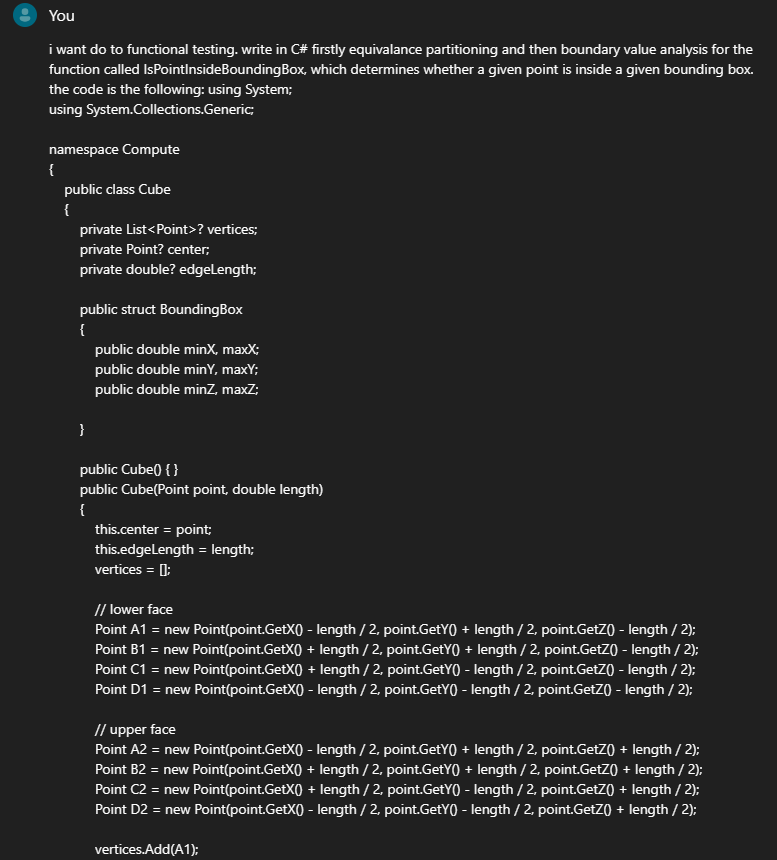 You
i want do to functional testing. write in C# firstly equivalance partitioning and then boundary value analysis for the
function called IsPointInsideBoundingBox, which determines whether a given point is inside a given bounding box.
the code is the following: using System;
using System.Collections.Generic;
namespace Compute
{
public class Cube
{
private List<Point>? vertices;
private Point? center;
private double? edgeLength;
public struct BoundingBox
{
public double minX, maxX;
public double minY, maxY;
public double minZ, maxZ;
}
public Cube() { }
public Cube(Point point, double length)
{
this.center = point;
this.edgeLength = length;
vertices = [];
// lower face
Point A1 = new Point(point.GetX() - length / 2, point.GetY() + length / 2, point.GetZ() - length / 2);
Point B1 = new Point(point.GetX() + length / 2, point.GetY() + length / 2, point.GetZ() - length / 2);
Point C1 = new Point(point.GetX() + length / 2, point.GetY() - length / 2, point.GetZ() - length / 2);
Point D1 = new Point(point.GetX() - length / 2, point.GetY() - length / 2, point.GetZ() - length / 2);
// upper face
Point A2 = new Point(point.GetX() - length / 2, point.GetY() + length / 2, point.GetZ() + length / 2);
Point B2 = new Point(point.GetX() + length / 2, point.GetY() + length / 2, point.GetZ() + length / 2);
Point C2 = new Point(point.GetX() + length / 2, point.GetY() - length / 2, point.GetZ() + length / 2);
Point D2 = new Point(point.GetX() - length / 2, point.GetY() - length / 2, point.GetZ() + length / 2);
vertices.Add(A1);